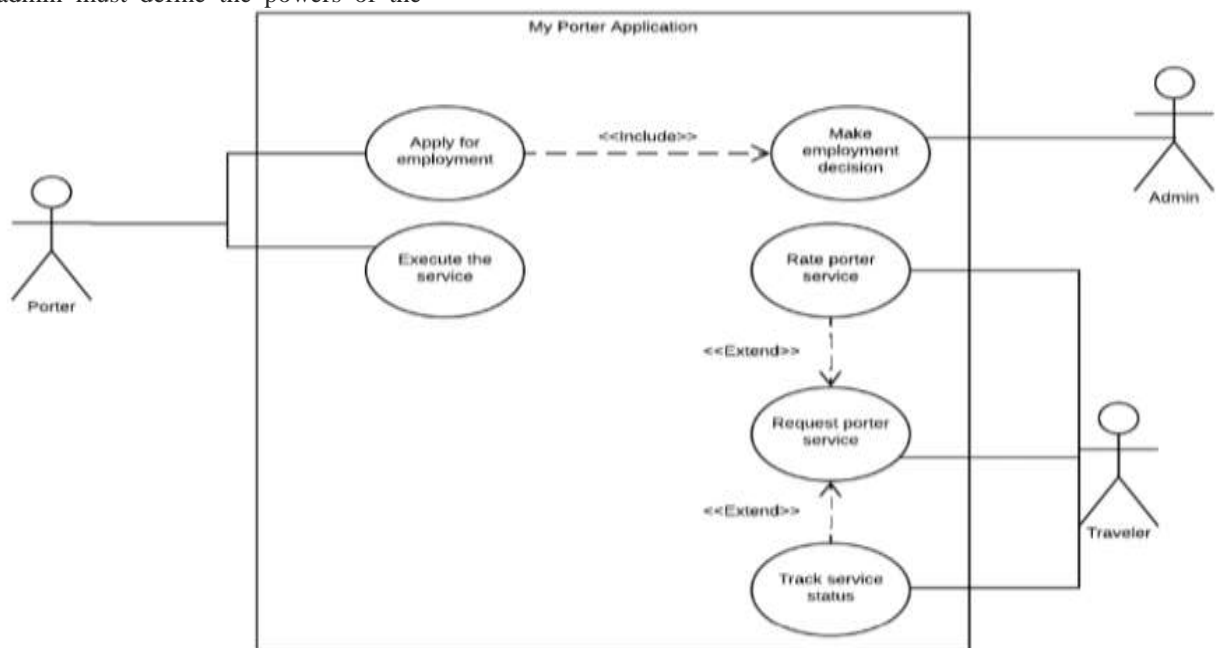 admin must define the powers of the
My Porter Application
Apply for
employment
<<Include>>
Make
employment
decision
Admin
Porter
Execute the
service
Rate porter
service
<<Extend>>
Request porter
service
<<Extend>>
Traveler
Track service
status